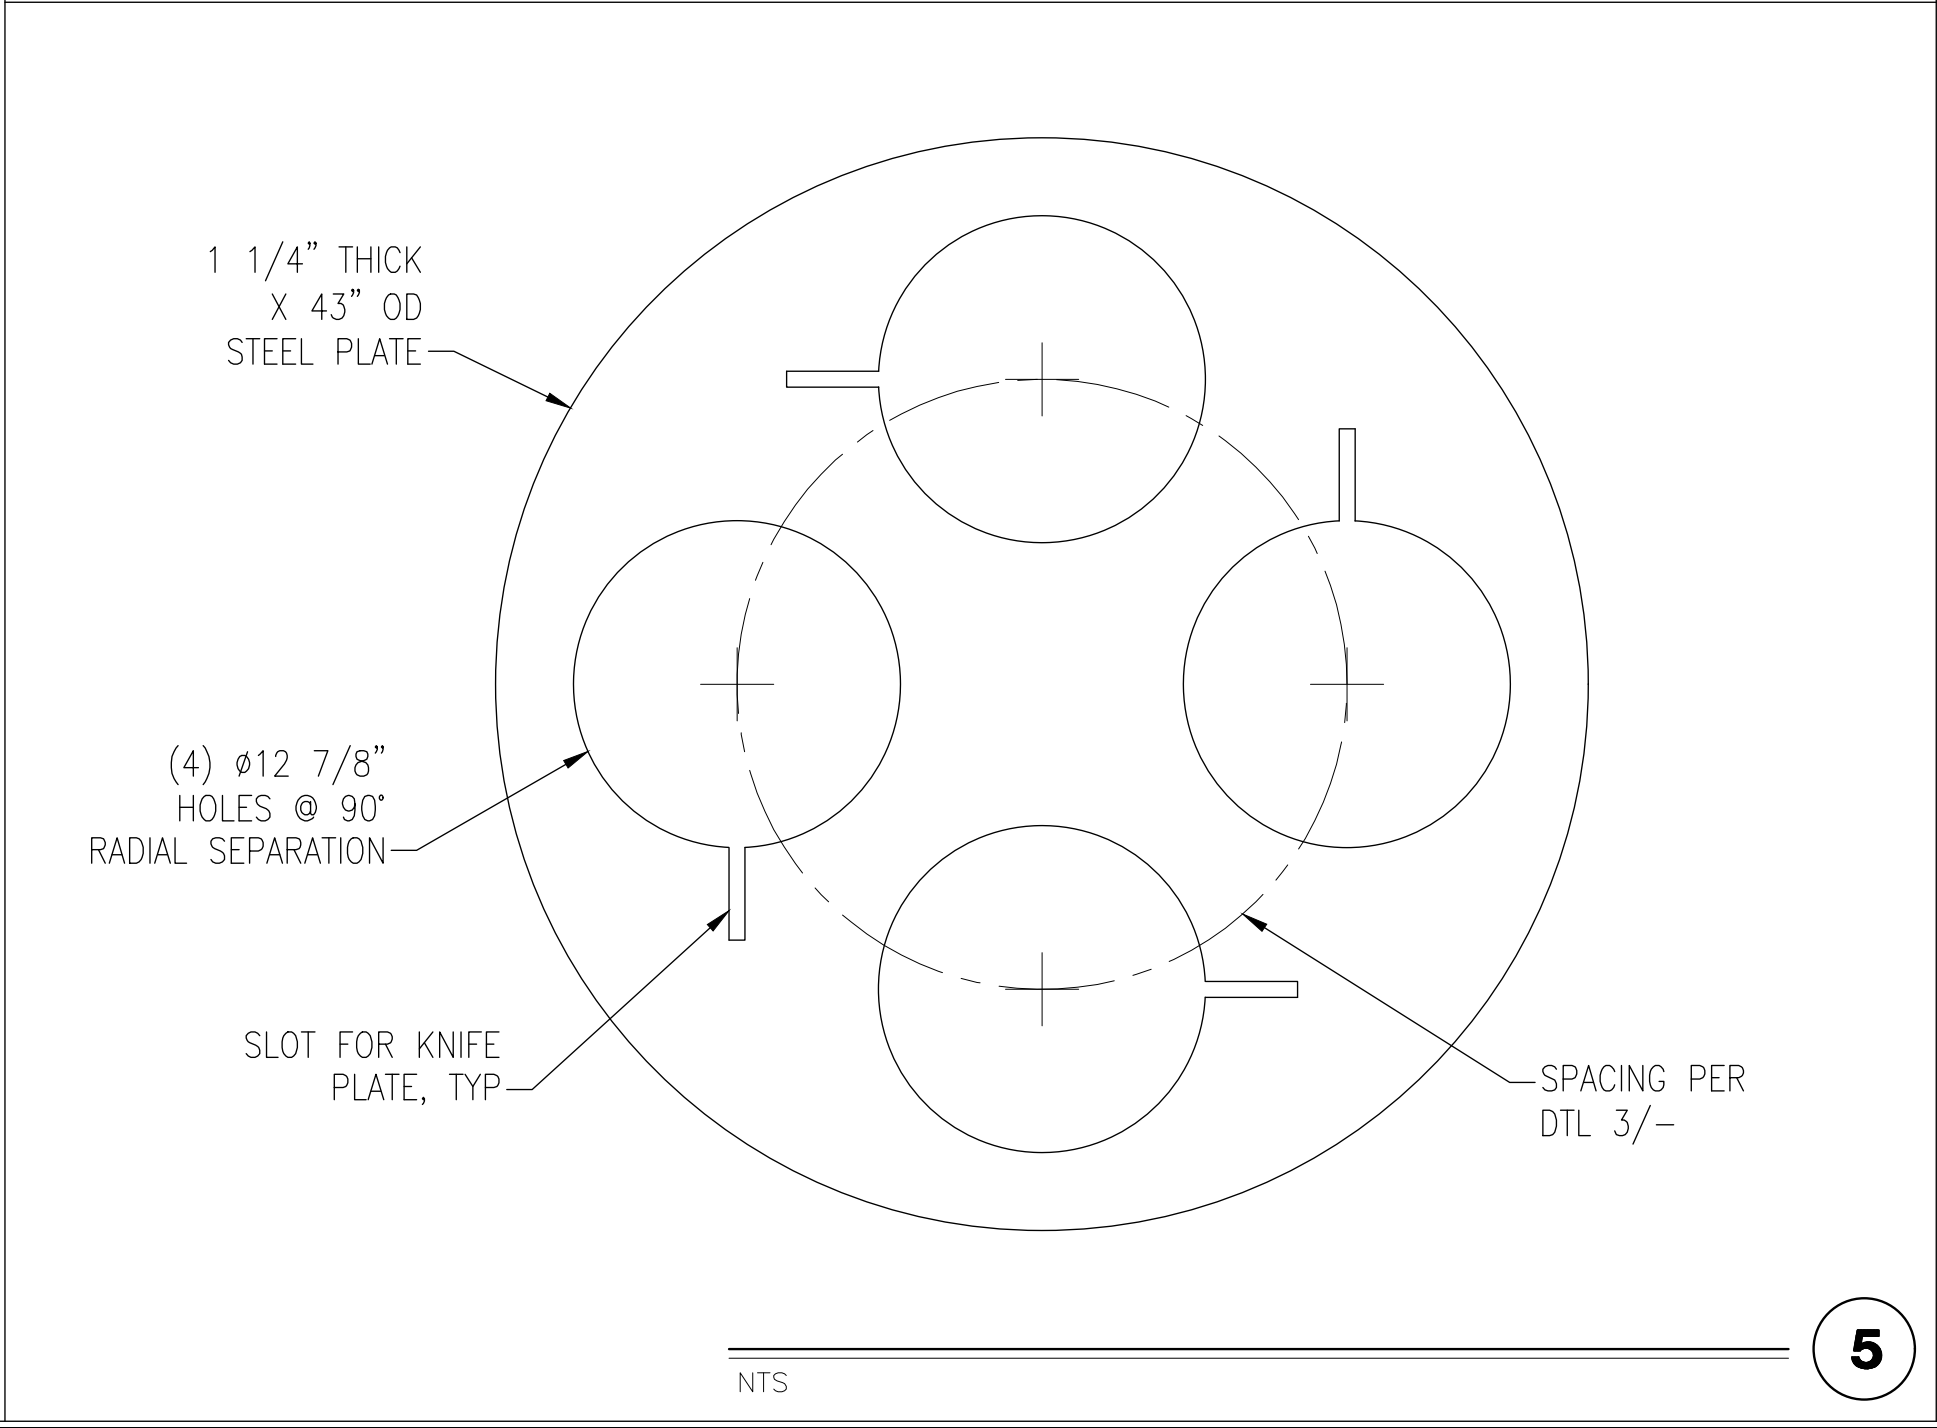 1 1/4” THICK
X 43” OD
STEEL PLATE
(4) ø12 7/8”
HOLES @ 90°
RADIAL SEPARATION
SLOT FOR KNIFE
PLATE, TYP
SPACING PER
DTL 3/–
NTS
5